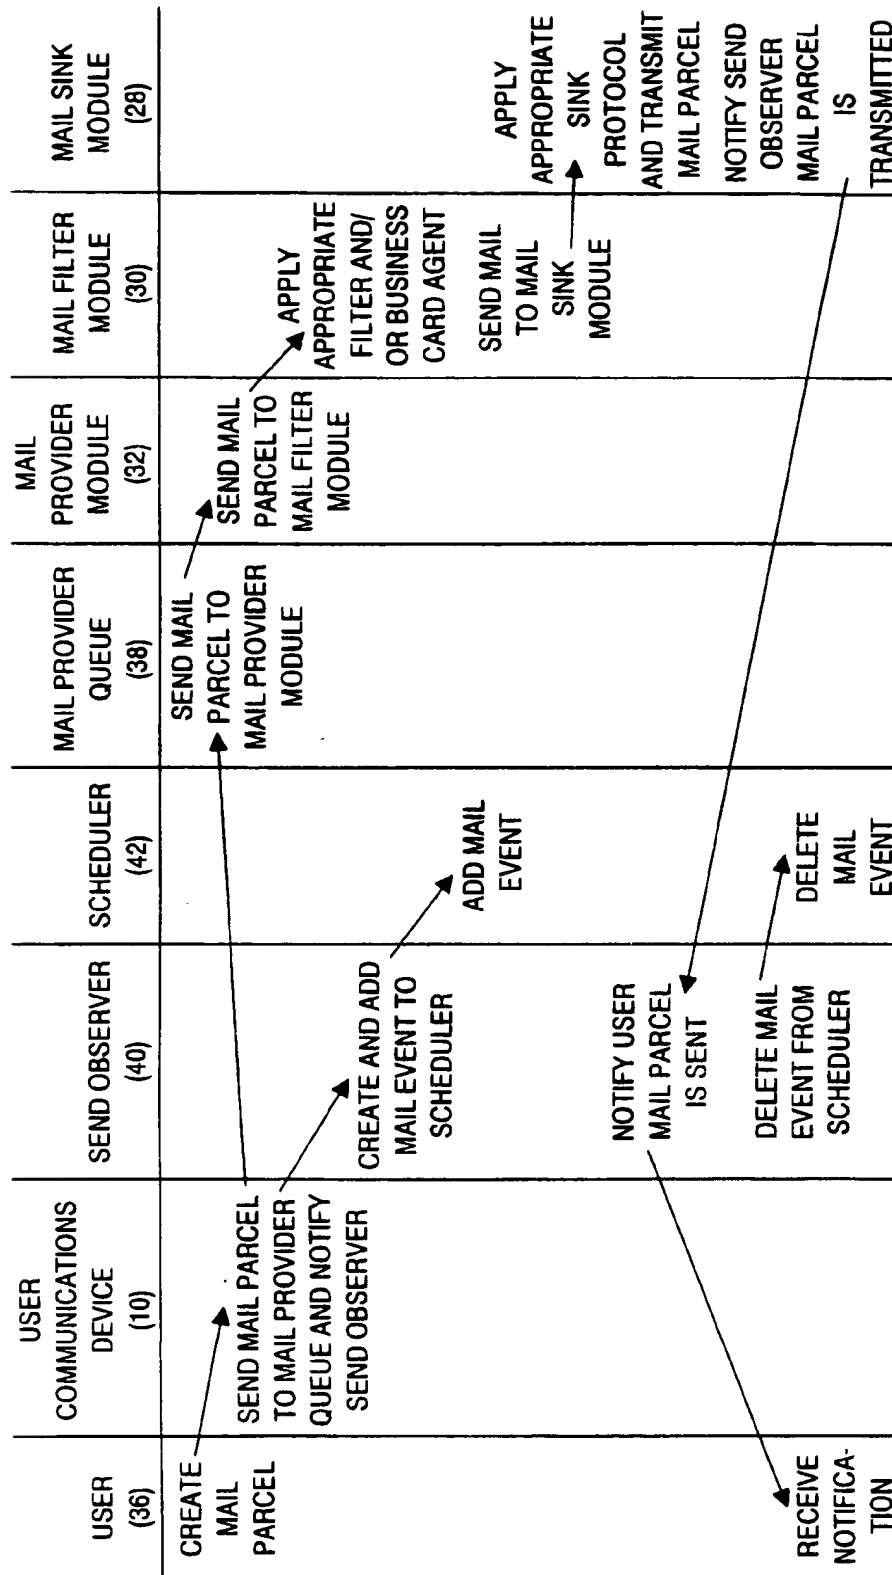 USER
(36)
USER
COMMUNICATIONS
DEVICE
(10)
SEND OBSERVER
(40)
SCHEDULER
(42)
MAIL PROVIDER
QUEUE
(38)
MAIL
PROVIDER
MODULE
(32)
MAIL FILTER
MODULE
(30)
MAIL SINK
MODULE
(28)
CREATE
MAIL
PARCEL
SEND MAIL PARCEL
TO MAIL PROVIDER
QUEUE AND NOTIFY
SEND OBSERVER
SEND MAIL
PARCEL TO
MAIL PROVIDER
MODULE
SEND MAIL
PARCEL TO
MAIL FILTER
MODULE
APPLY
APPROPRIATE
FILTER AND/
OR BUSINESS
CARD AGENT
CREATE AND ADD
MAIL EVENT TO
SCHEDULER
ADD MAIL
EVENT
SEND MAIL
TO MAIL
SINK
MODULE
APPLY
APPROPRIATE
SINK
PROTOCOL
AND TRANSMIT
MAIL PARCEL
NOTIFY SEND
OBSERVER
MAIL PARCEL
IS
TRANSMITTED
NOTIFY USER
MAIL PARCEL
IS SENT
DELETE MAIL
EVENT FROM
SCHEDULER
DELETE
MAIL
EVENT
RECEIVE
NOTIFICA-
TION